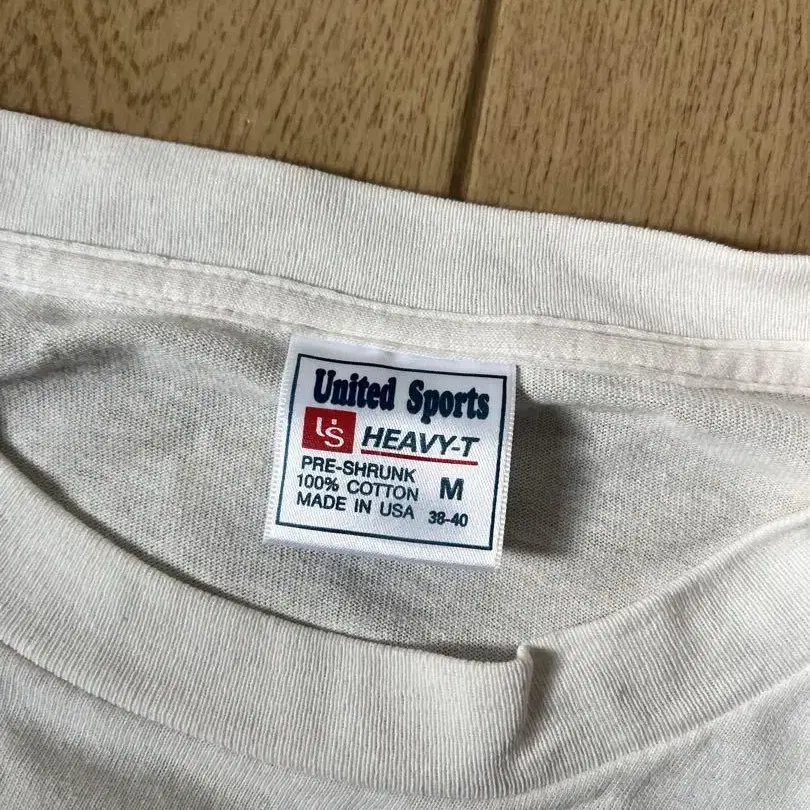 United Sports
US HEAVY-T
PRE-SHRUNK
100% COTTON M
MADE IN USA 38-40